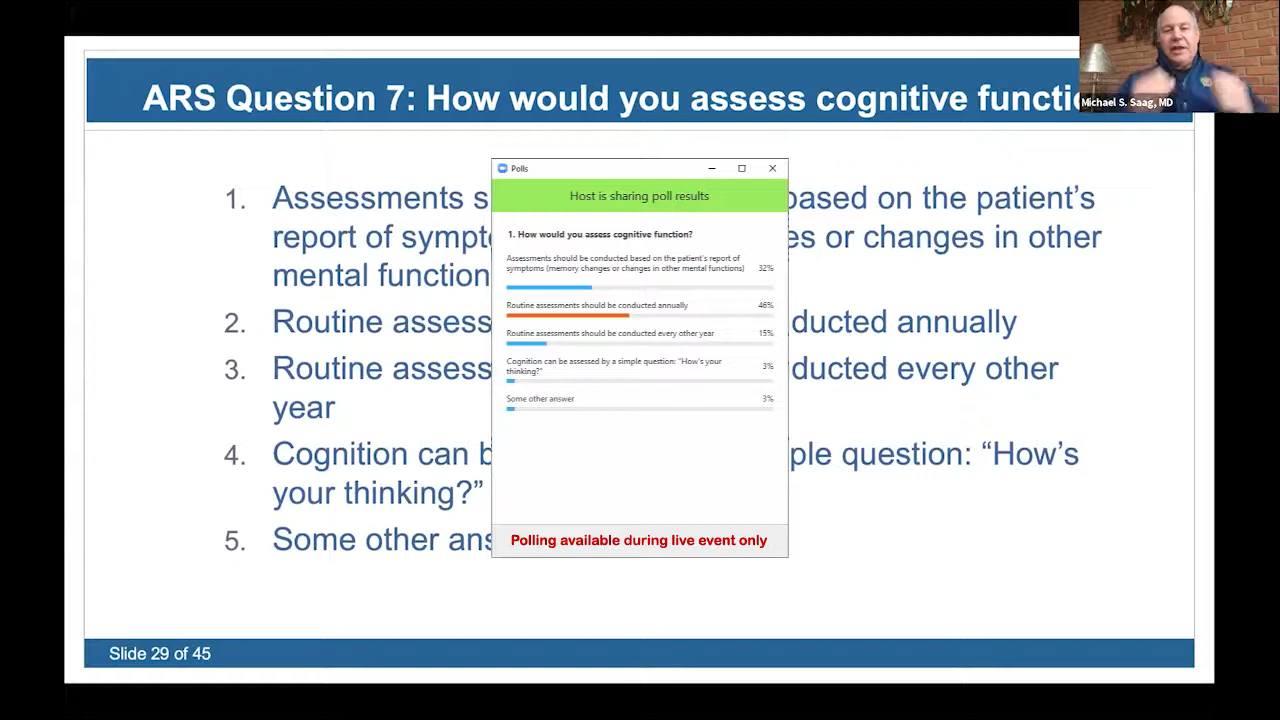 ARS Question 7: How would you assess cognitive functi
Michael S. Saag, MD
1. Assessments s
based on the patient's
report of sympt
es or changes in other
mental function
2. Routine assess
ducted annually
3. Routine assess
ducted every other
year
4. Cognition can b
ple question: “How's
your thinking?”
5. Some other ans
Polls
Host is sharing poll results
1. How would you assess cognitive function?
Assessments should be conducted based on the patient's report of
symptoms (memory changes or changes in other mental functions) 32%
Routine assessments should be conducted annually 46%
Routine assessments should be conducted every other year 15%
Cognition can be assessed by a simple question: "How's your
thinking?" 3%
Some other answer 3%
Polling available during live event only
Slide 29 of 45